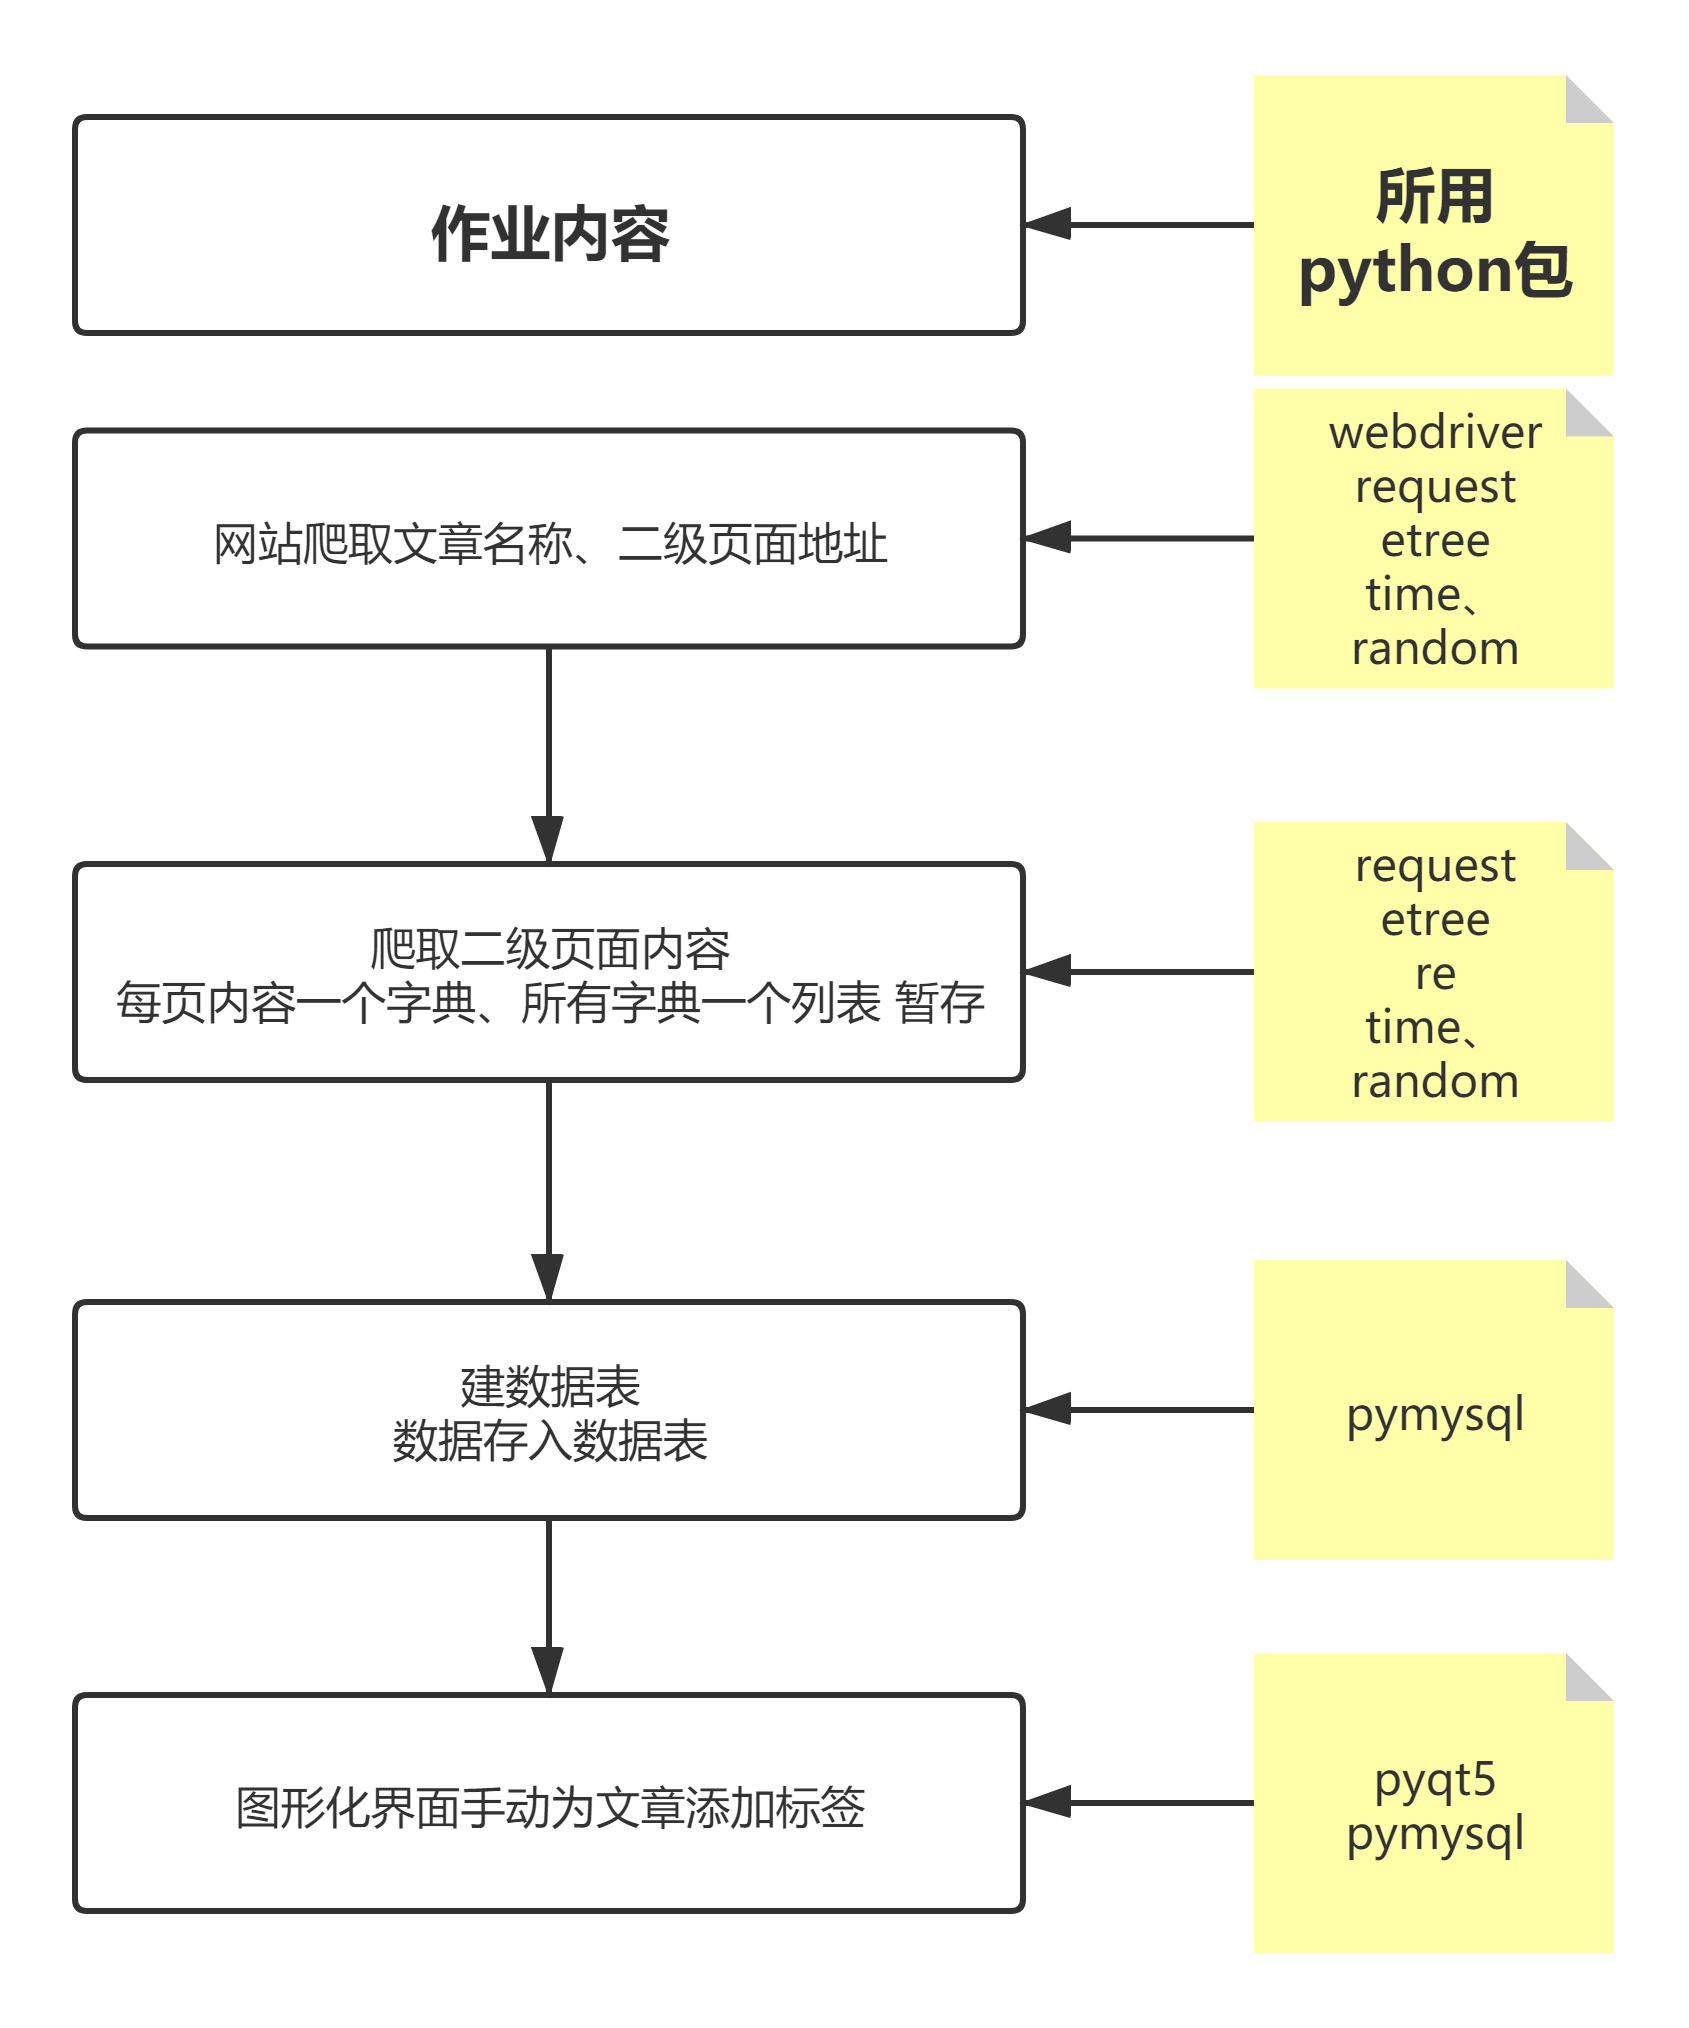 作业内容
所用
python包
网站爬取文章名称、二级页面地址
webdriver
request
etree
time、
random
爬取二级页面内容
每页内容一个字典、所有字典一个列表 暂存
request
etree
re
time、
random
建数据表
数据存入数据表
pymysql
图形化界面手动为文章添加标签
pyqt5
pymysql